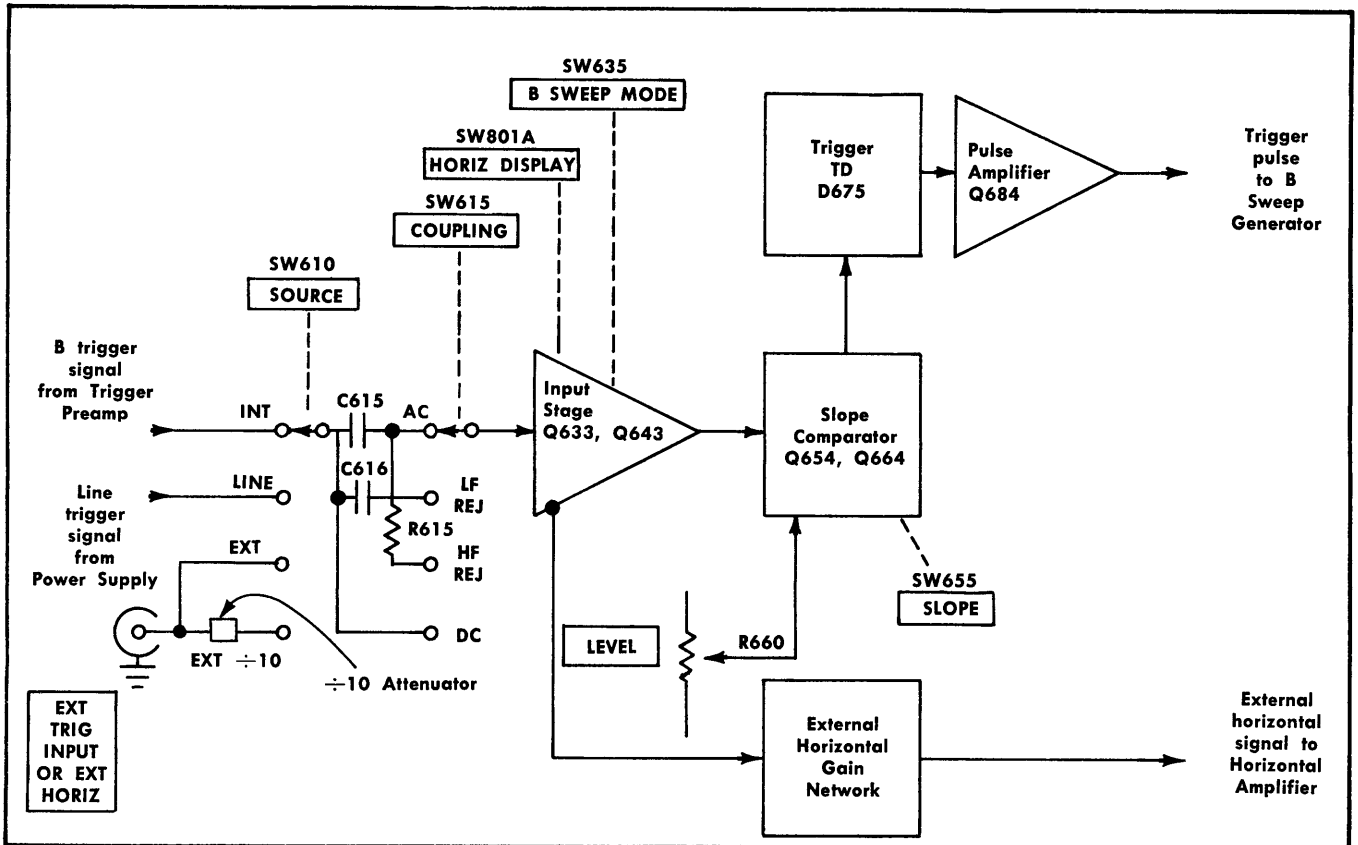 SW635
B SWEEP MODE
SW801A
HORIZ DISPLAY
SW615
COUPLING
SW610
SOURCE
B trigger
signal
from Trigger
Preamp
INT
C615
AC
Input
Stage
Q633, Q643
Trigger
TD
D675
Pulse
Amplifier
Q684
Trigger
pulse
to B
Sweep
Generator
Slope
Comparator
Q654, Q664
C616
LINE
LF
REJ
R615
HF
REJ
Line
trigger
signal
from
Power Supply
EXT
DC
EXT ÷10
÷10 Attenuator
SW655
SLOPE
LEVEL
R660
EXT
TRIG
INPUT
OR EXT
HORIZ
External
Horizontal
Gain
Network
External
horizontal
signal to
Horizontal
Amplifier